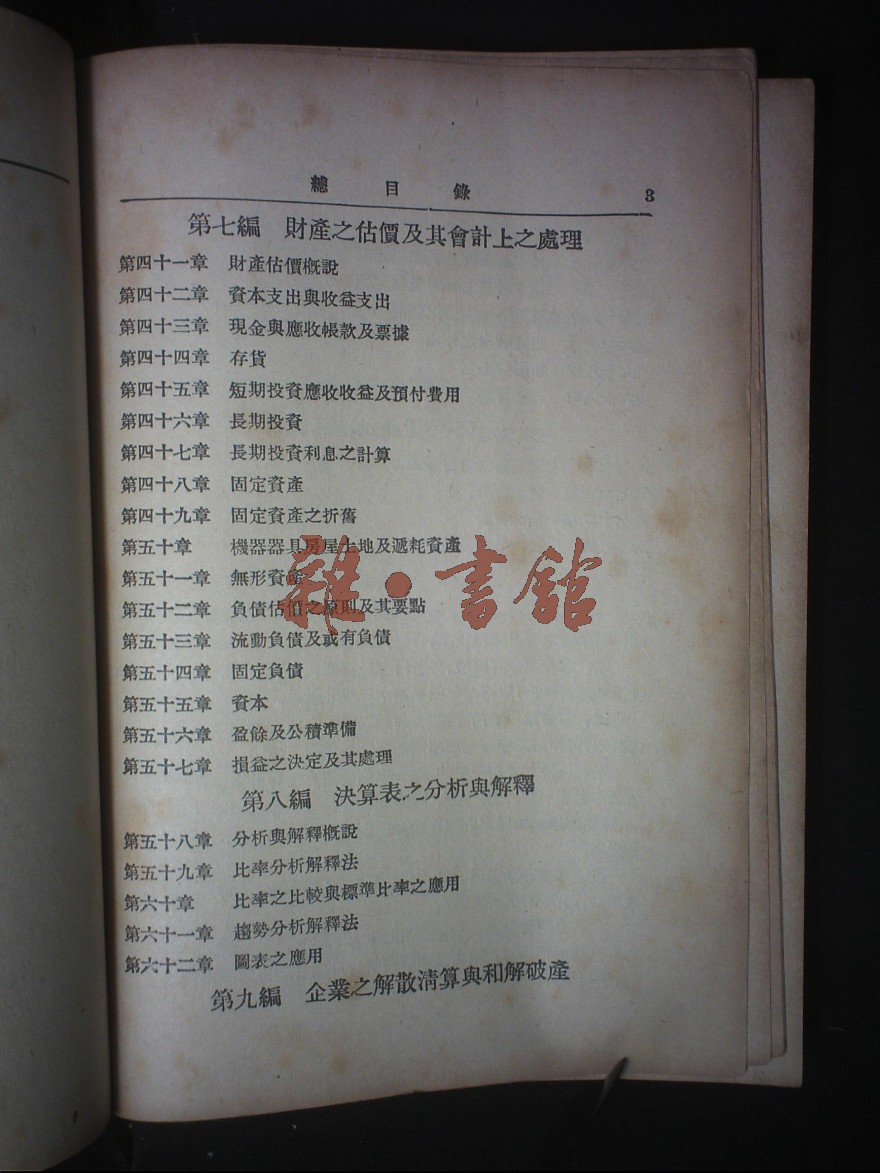 總目錄 3
第七編 財產之估價及其會計上之處理
第四十一章 財產估價概說
第四十二章 資本支出與收益支出
第四十三章 現金與應收帳款及票據
第四十四章 存貨
第四十五章 短期投資應收收益及預付費用
第四十六章 長期投資
第四十七章 長期投資利息之計算
第四十八章 固定資產
第四十九章 固定資產之折舊
第五十章 機器器具房屋土地及遞耗資產
第五十一章 無形資產
第五十二章 負債估價之原則及其要點
第五十三章 流動負債及或有負債
第五十四章 固定負債
第五十五章 資本
第五十六章 盈餘及公積準備
第五十七章 損益之決定及其處理
第八編 決算表之分析與解釋
第五十八章 分析與解釋概說
第五十九章 比率分析解釋法
第六十章 比率之比較與標準比率之應用
第六十一章 趨勢分析解釋法
第六十二章 圖表之應用
第九編 企業之解散清算與和解破產
雜·書館